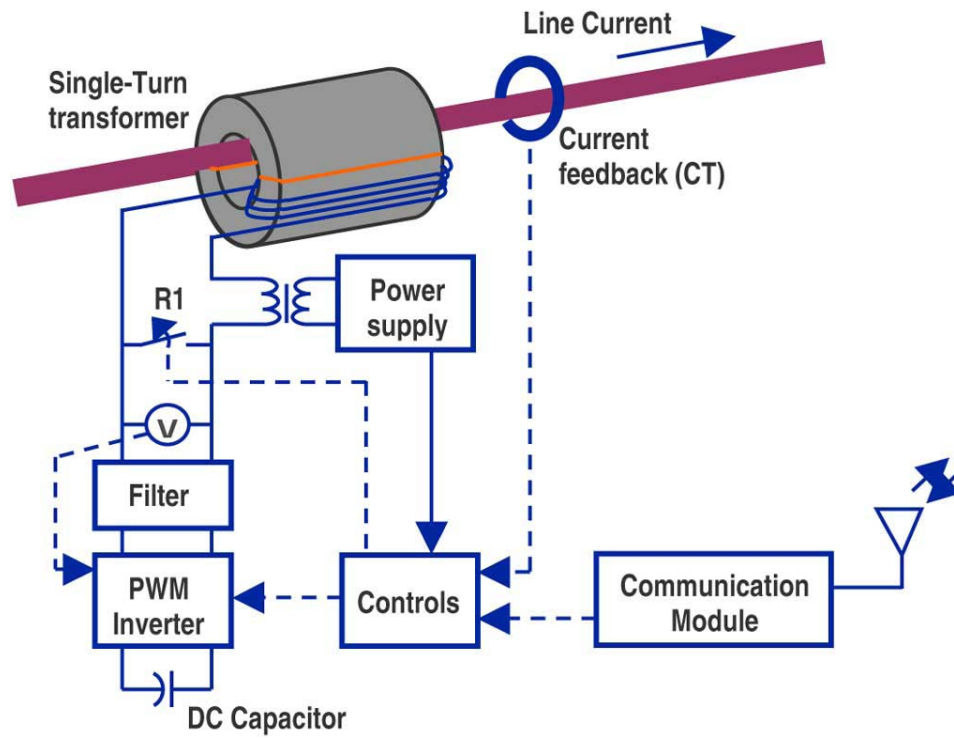 Line Current
Single-Turn
transformer
Current
feedback (CT)
R1
Power
supply
V
Filter
PWM
Inverter
Controls
Communication
Module
DC Capacitor